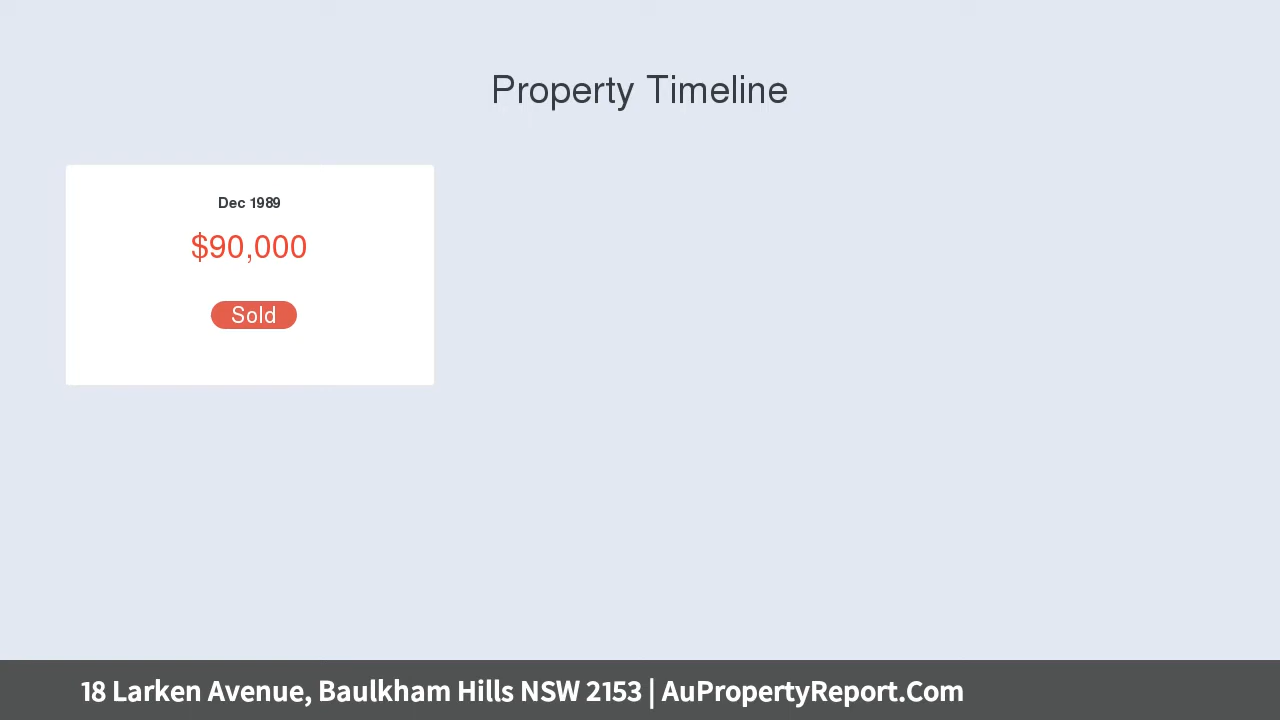 Property Timeline
Dec 1989
$90,000
Sold
18 Larken Avenue, Baulkham Hills NSW 2153 | AuPropertyReport.Com